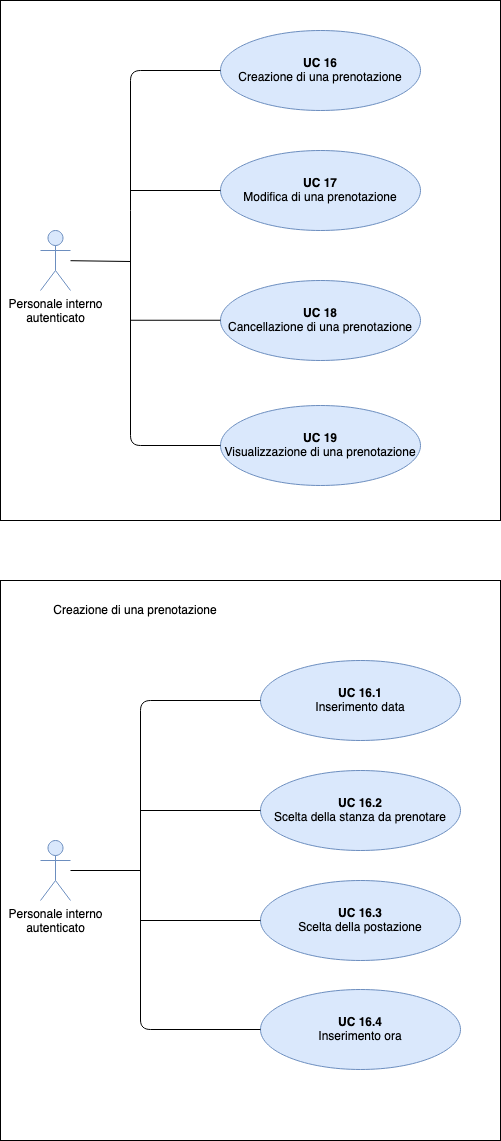 UC 16
Creazione di una prenotazione
UC 17
Modifica di una prenotazione
Personale interno
autenticato
UC 18
Cancellazione di una prenotazione
UC 19
Visualizzazione di una prenotazione
Creazione di una prenotazione
UC 16.1
Inserimento data
UC 16.2
Scelta della stanza da prenotare
Personale interno
autenticato
UC 16.3
Scelta della postazione
UC 16.4
Inserimento ora